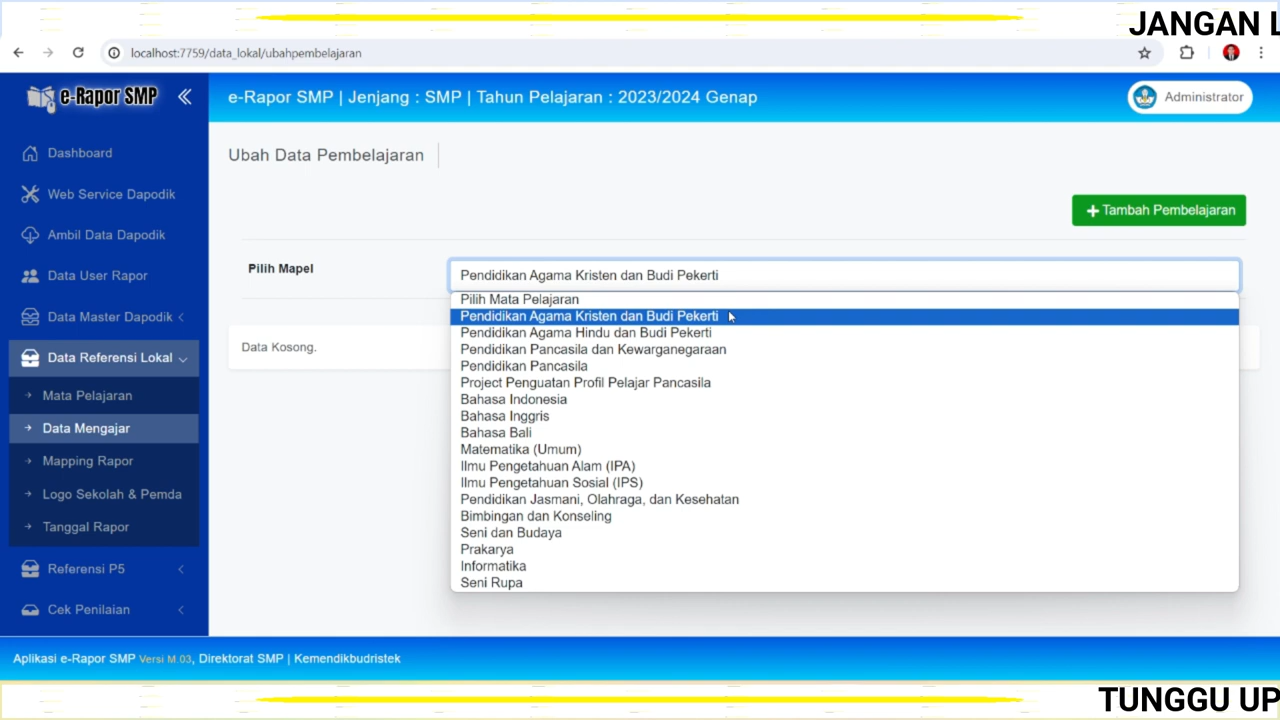 JANGAN L
localhost:7759/data_lokal/ubahpembelajaran
e-Rapor SMP
e-Rapor SMP | Jenjang : SMP | Tahun Pelajaran : 2023/2024 Genap
Administrator
Dashboard
Web Service Dapodik
Ambil Data Dapodik
Data User Rapor
Data Master Dapodik
Data Referensi Lokal
Mata Pelajaran
Data Mengajar
Mapping Rapor
Logo Sekolah & Pemda
Tanggal Rapor
Referensi P5
Cek Penilaian
Ubah Data Pembelajaran
+ Tambah Pembelajaran
Pilih Mapel
Pendidikan Agama Kristen dan Budi Pekerti
Data Kosong.
Pilih Mata Pelajaran
Pendidikan Agama Kristen dan Budi Pekerti
Pendidikan Agama Hindu dan Budi Pekerti
Pendidikan Pancasila dan Kewarganegaraan
Pendidikan Pancasila
Project Penguatan Profil Pelajar Pancasila
Bahasa Indonesia
Bahasa Inggris
Bahasa Bali
Matematika (Umum)
Ilmu Pengetahuan Alam (IPA)
Ilmu Pengetahuan Sosial (IPS)
Pendidikan Jasmani, Olahraga, dan Kesehatan
Bimbingan dan Konseling
Seni dan Budaya
Prakarya
Informatika
Seni Rupa
Aplikasi e-Rapor SMP Versi M.03, Direktorat SMP | Kemendikbudristek
TUNGGU UP